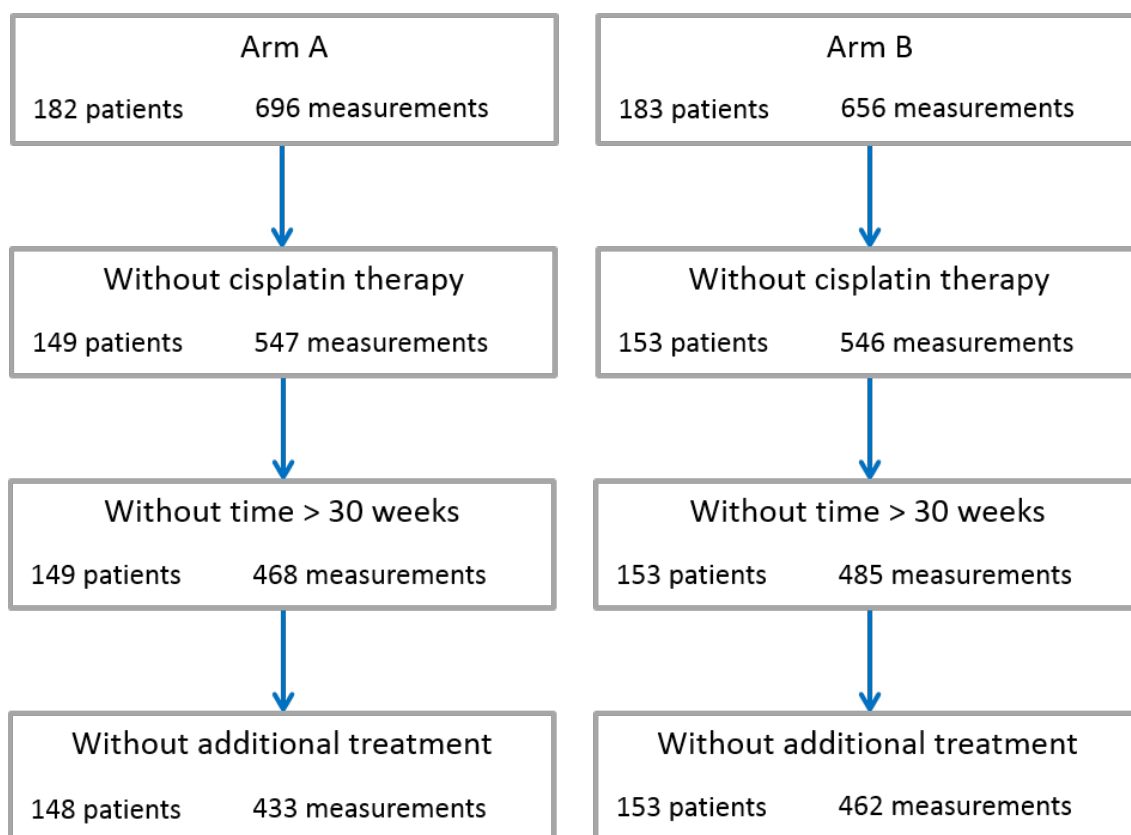 Arm A
182 patients 696 measurements
Without cisplatin therapy
149 patients 547 measurements
Without time > 30 weeks
149 patients 468 measurements
Without additional treatment
148 patients 433 measurements
Arm B
183 patients 656 measurements
Without cisplatin therapy
153 patients 546 measurements
Without time > 30 weeks
153 patients 485 measurements
Without additional treatment
153 patients 462 measurements